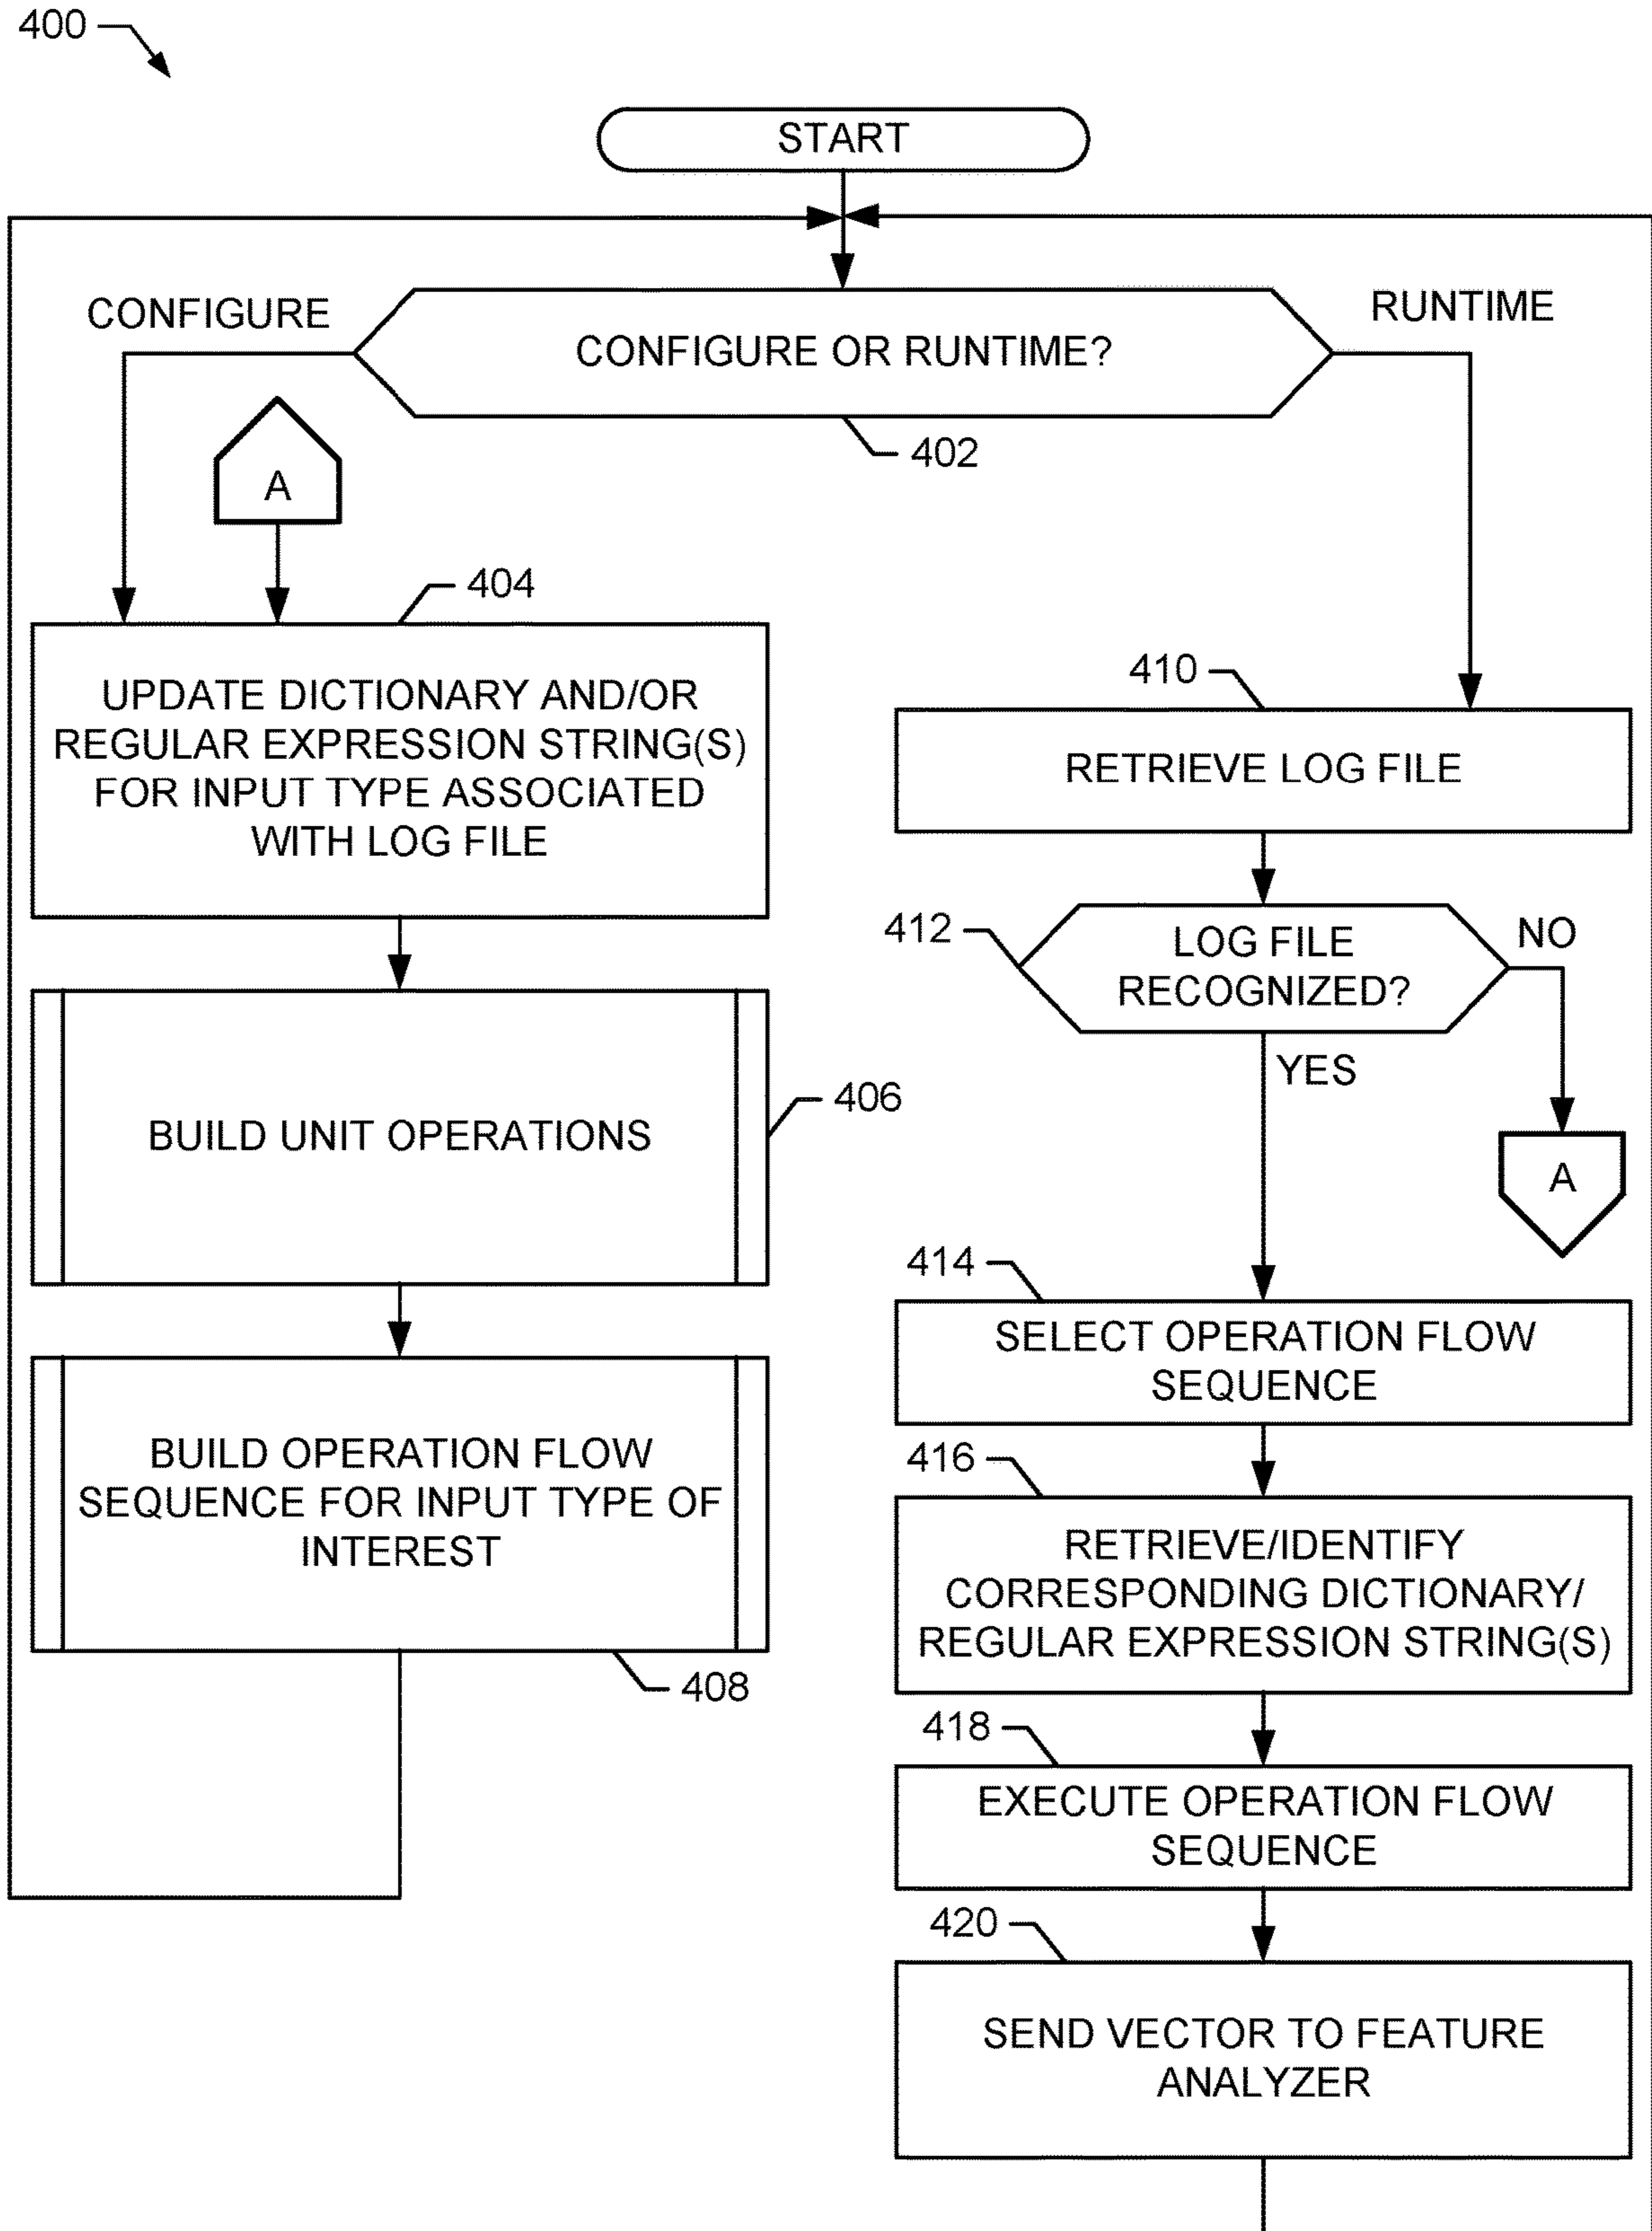 400
START
CONFIGURE
RUNTIME
CONFIGURE OR RUNTIME?
402
A
404
UPDATE DICTIONARY AND/OR
REGULAR EXPRESSION STRING(S)
FOR INPUT TYPE ASSOCIATED
WITH LOG FILE
406
BUILD UNIT OPERATIONS
BUILD OPERATION FLOW
SEQUENCE FOR INPUT TYPE OF
INTEREST
408
410
RETRIEVE LOG FILE
412
LOG FILE
RECOGNIZED?
NO
YES
A
414
SELECT OPERATION FLOW
SEQUENCE
416
RETRIEVE/IDENTIFY
CORRESPONDING DICTIONARY/
REGULAR EXPRESSION STRING(S)
418
EXECUTE OPERATION FLOW
SEQUENCE
420
SEND VECTOR TO FEATURE
ANALYZER